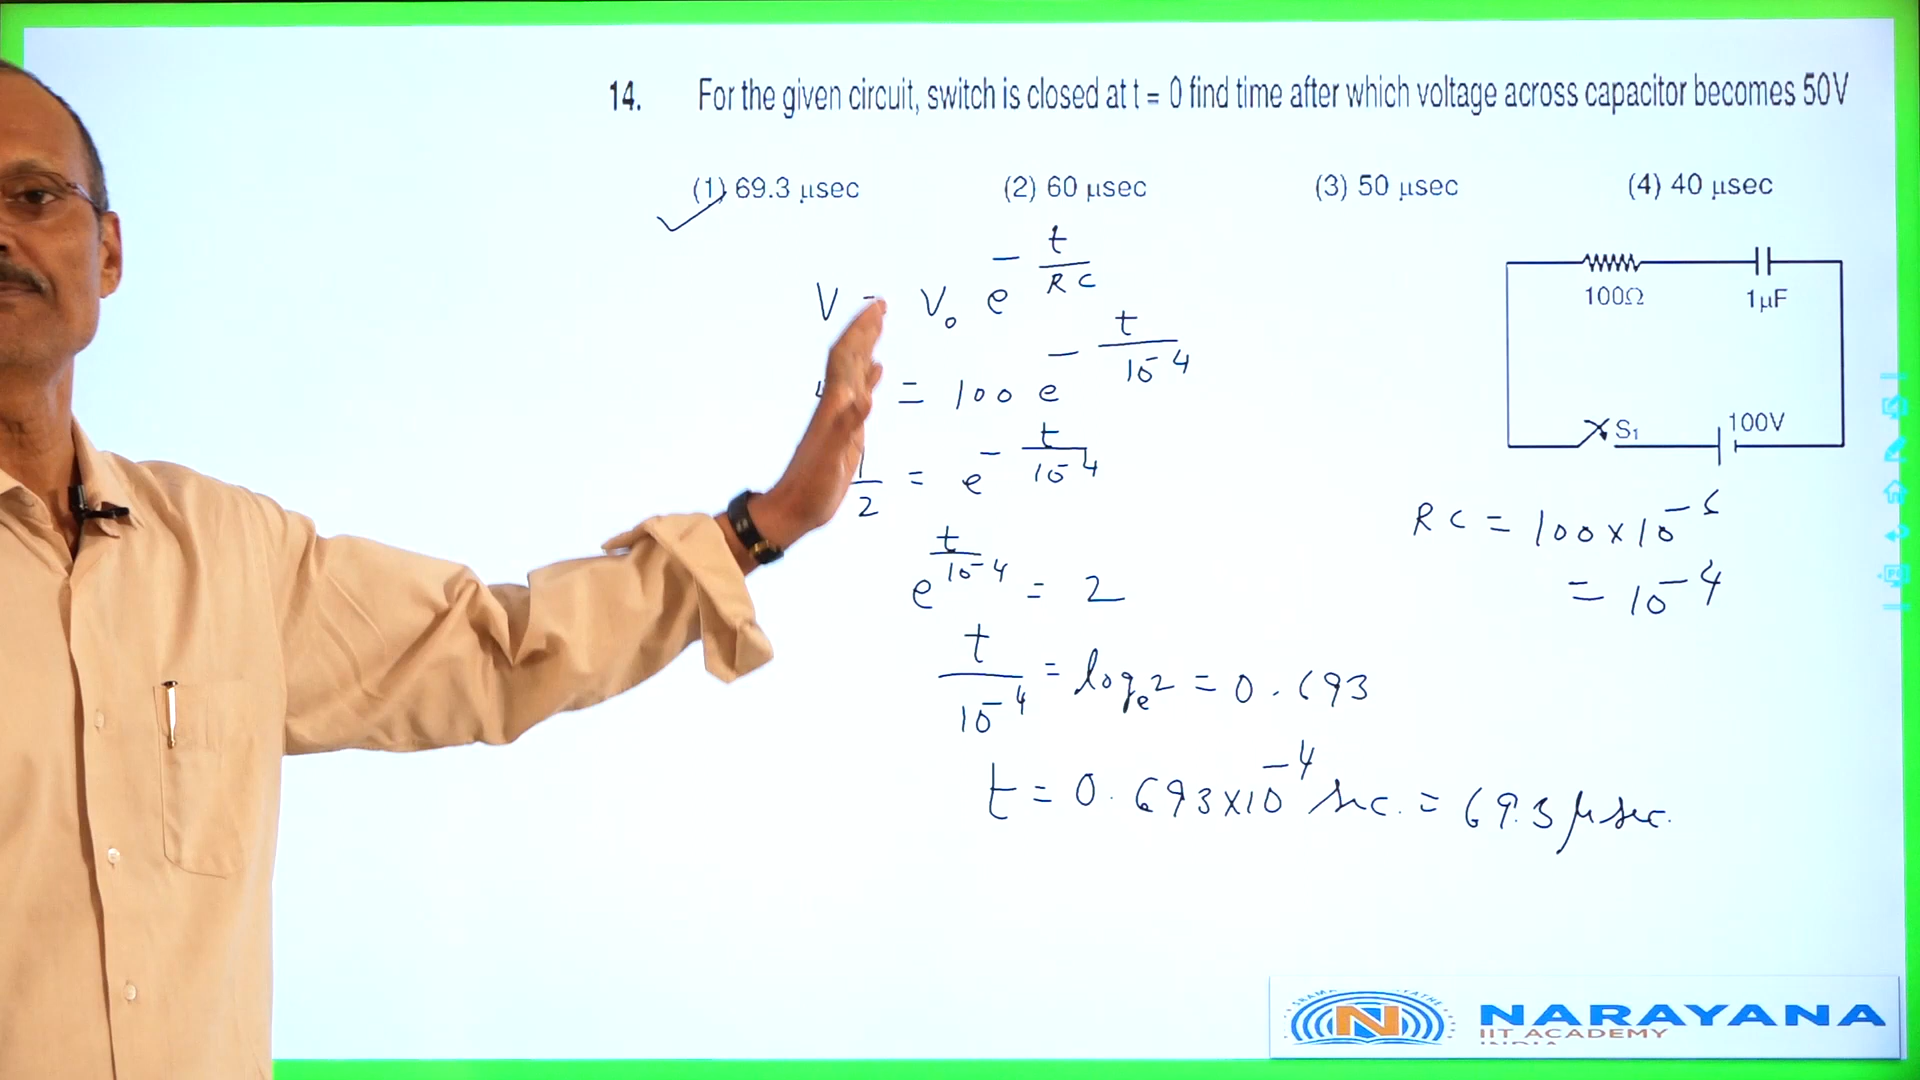 14. For the given circuit, switch is closed at t = 0 find time after which voltage across capacitor becomes 50V
(1) 69.3 µsec (2) 60 µsec (3) 50 µsec (4) 40 µsec
V = V₀ e^(-t/RC)
= 100 e^(-t/10^-4)
1/2 = e^(-t/10^-4)
e^(t/10^-4) = 2
t/10^-4 = logₑ2 = 0.693
t = 0.693×10^-4 sec. = 69.3 µsec.
100Ω
1µF
S₁
100V
RC = 100×10^-6
= 10^-4
N
NARAYANA
IIT ACADEMY